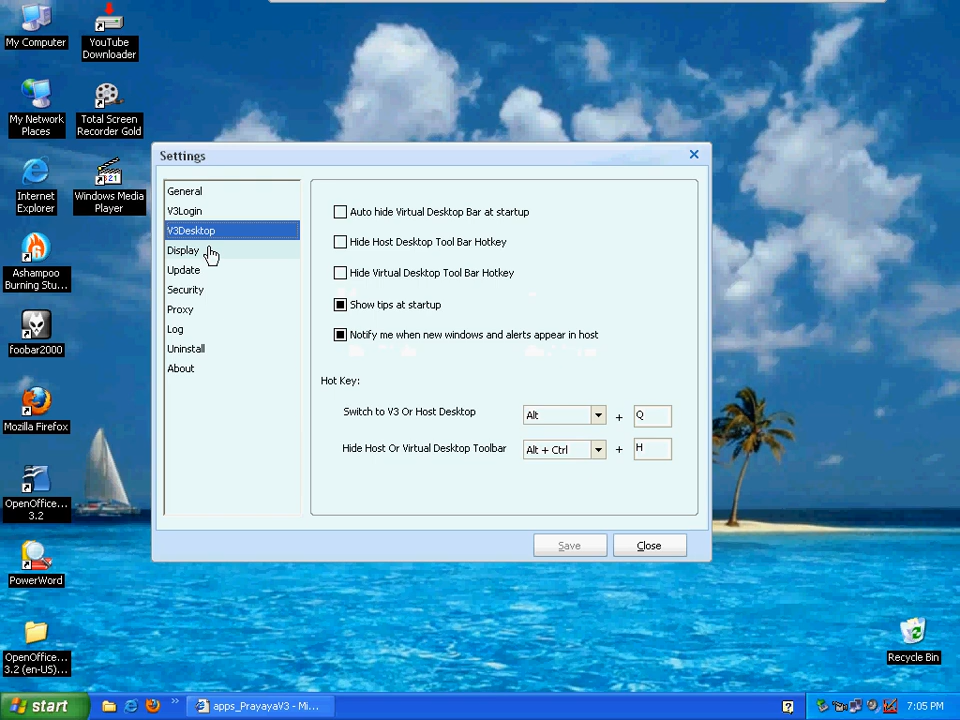 My Computer
YouTube
Downloader
My Network
Places
Total Screen
Recorder Gold
Internet
Explorer
321
Windows Media
Player
Ashampoo
Burning Stu...
foobar2000
Mozilla Firefox
OpenOffice...
3.2
PowerWord
OpenOffice...
3.2 (en-US)...
Recycle Bin
Settings
General
V3Login
V3Desktop
Display
Update
Security
Proxy
Log
Uninstall
About
Auto hide Virtual Desktop Bar at startup
Hide Host Desktop Tool Bar Hotkey
Hide Virtual Desktop Tool Bar Hotkey
Show tips at startup
Notify me when new windows and alerts appear in host
Hot Key:
Switch to V3 Or Host Desktop
Alt
+
Q
Hide Host Or Virtual Desktop Toolbar
Alt + Ctrl
+
H
Save
Close
start
»
apps_PrayayaV3 - Mi...
?
7:05 PM